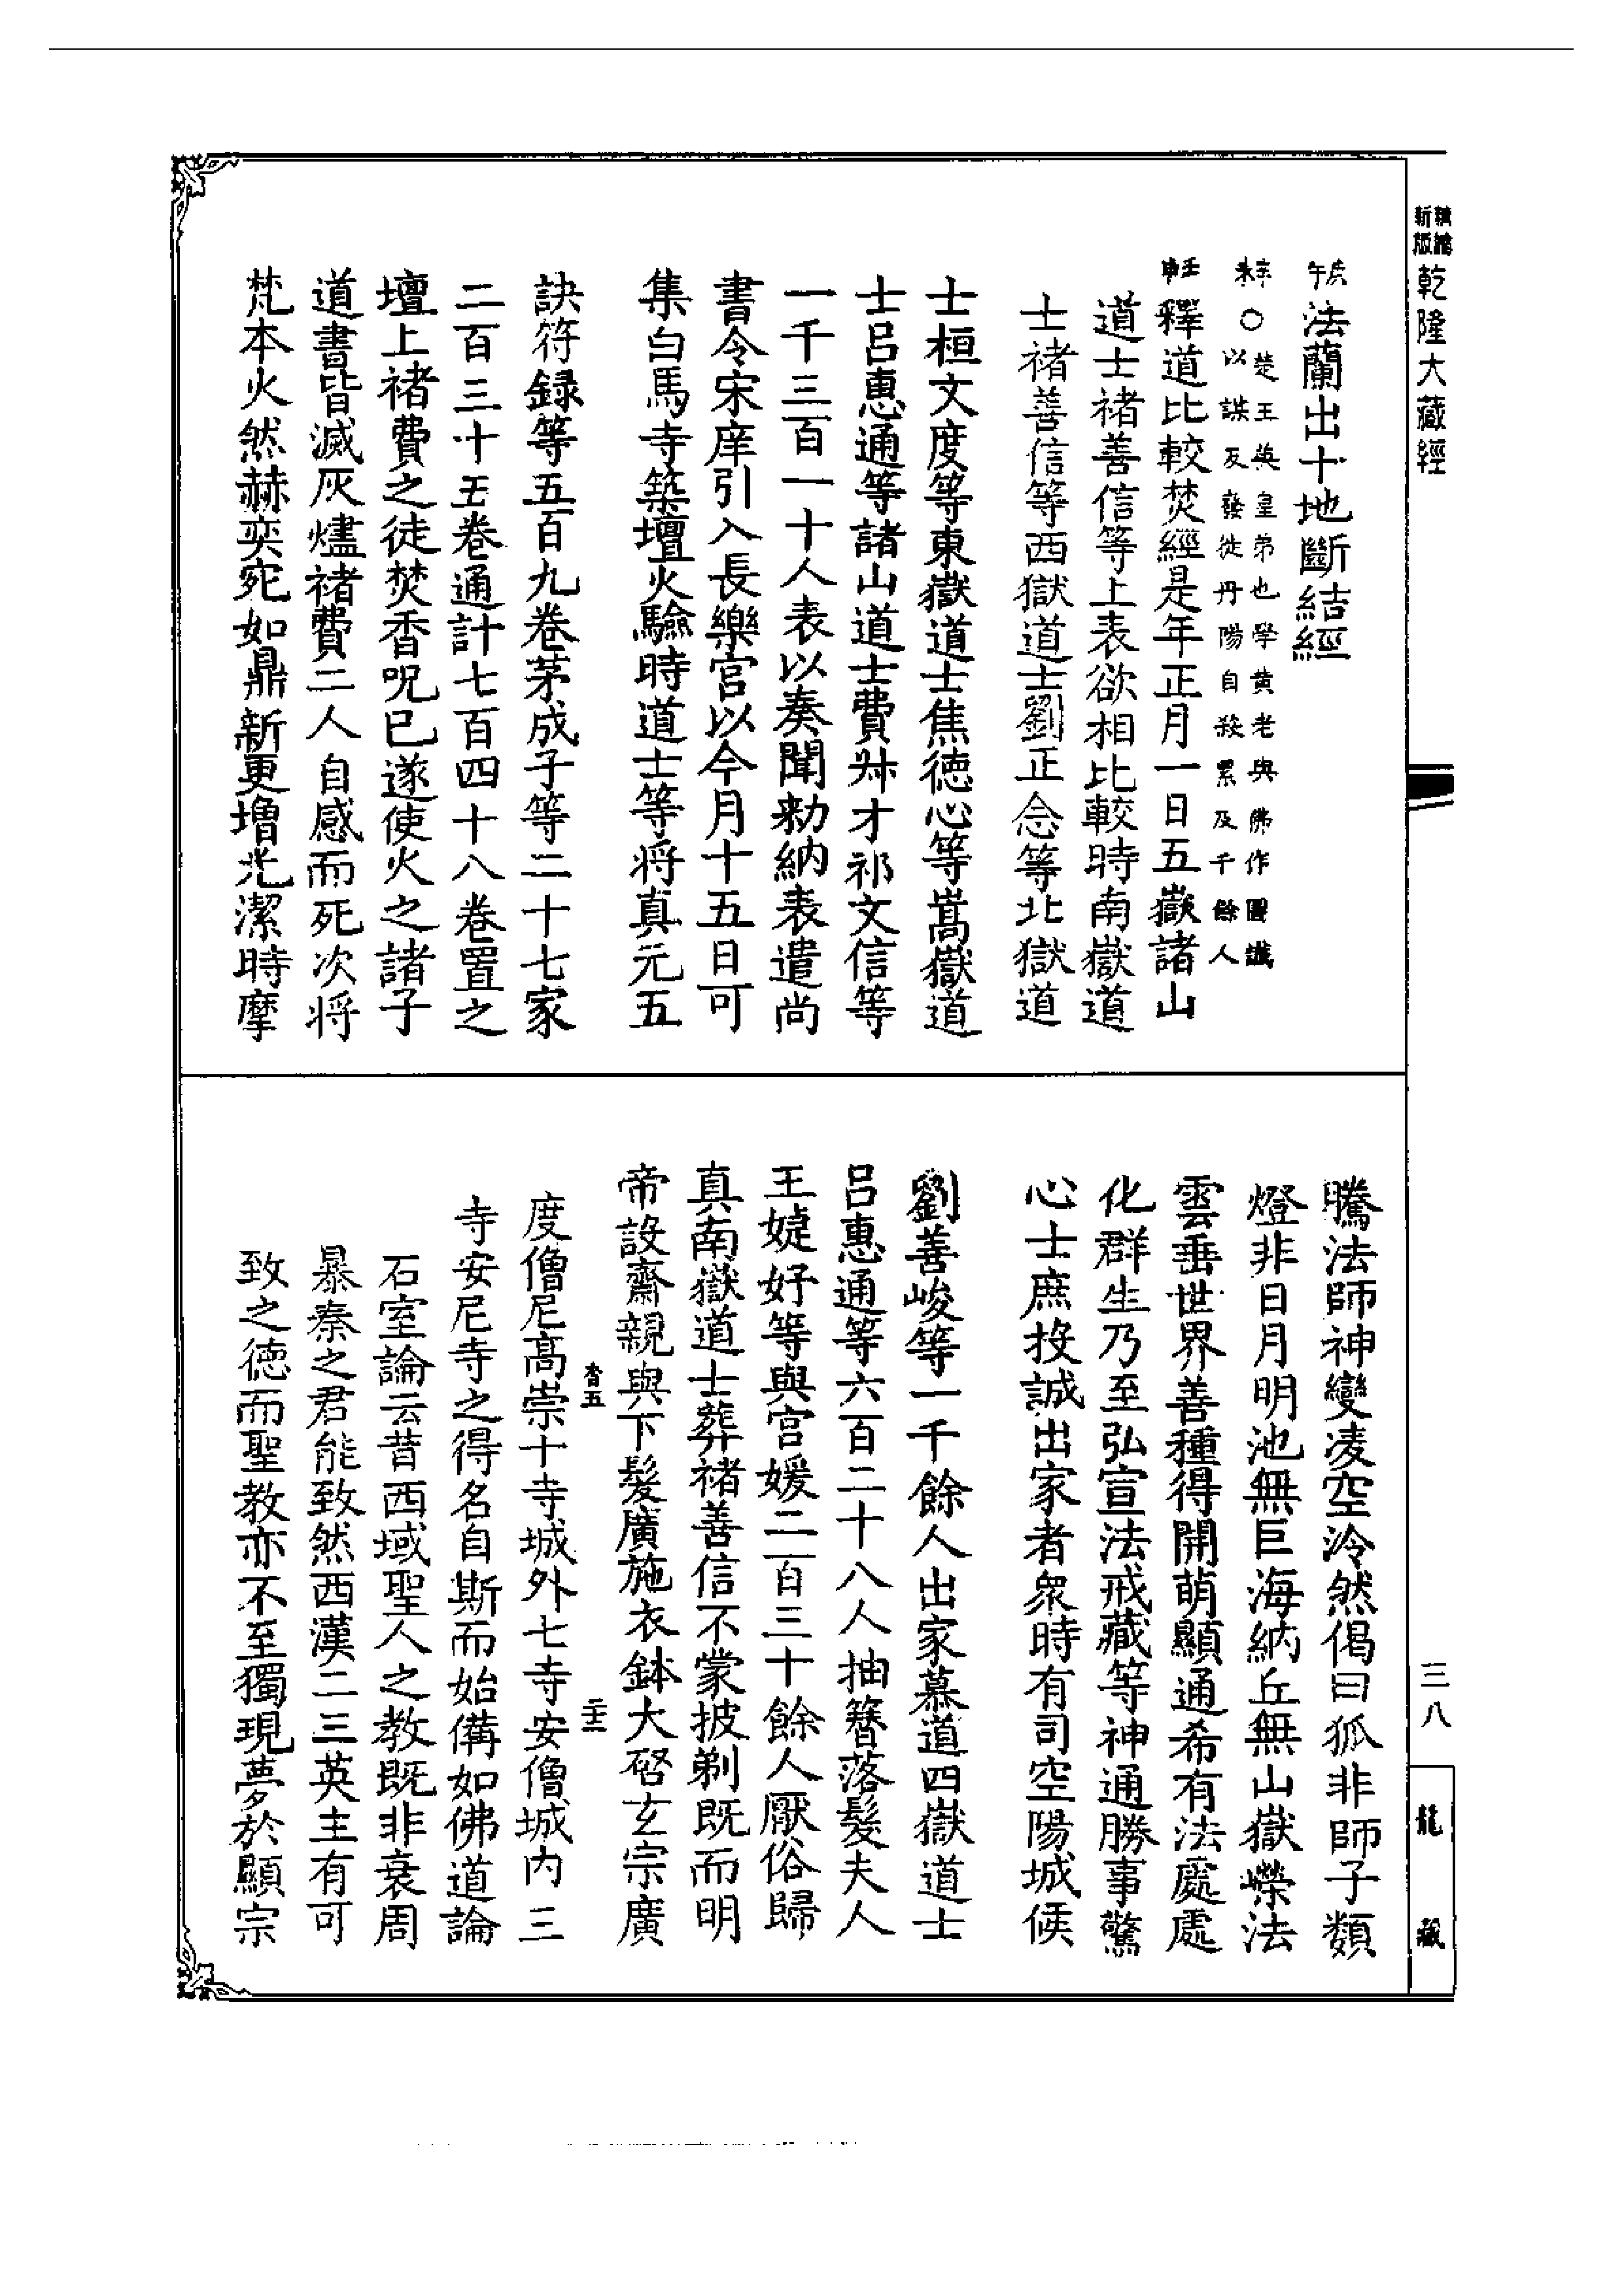 精縮
新版
乾隆大藏經
庚午
法蘭出十地斷結經
辛未
○
楚王英皇弟也學黃老與佛作圖讖
以謀反發徙丹陽自殺累及千餘人
壬申
釋道比較焚經是年正月一日五嶽諸山
道士褚善信等上表欲相比較時南嶽道
士褚善信等西獄道士劉正念等北獄道
士桓文度等東嶽道士焦德心等嵩嶽道
士呂惠通等諸山道士費㭍才祁文信等
一千三百一十人表以奏聞勑納表遣尚
書令宋庠引入長樂宮以今月十五日可
集白馬寺築壇火驗時道士等將真元五
訣符録等五百九卷茅成子等二十七家
二百三十五卷通計七百四十八卷置之
壇上褚費之徒焚香呪已遂使火之諸子
道書皆滅灰燼褚費二人自感而死次將
梵本火然赫奕宛如鼎新更增光潔時摩
騰法師神變凌空泠然偈曰狐非師子類
燈非日月明池無巨海納丘無山嶽嶸法
雲垂世界善種得開萌顯通希有法處處
化群生乃至弘宣法戒藏等神通勝事驚
心士庶投誠出家者眾時有司空陽城候
劉善峻等一千餘人出家慕道四嶽道士
呂惠通等六百二十八人抽簪落髮夫人
王婕妤等與宮媛二百三十餘人厭俗歸
真南嶽道士葬褚善信不蒙披剃既而明
帝設齋親與下髮廣施衣鉢大啓玄宗廣
度僧尼高崇十寺城外七寺安僧城內三
寺安尼寺之得名自斯而始備如佛道論
石室論云昔西域聖人之教既非衰周
暴秦之君能致然西漢二三英主有可
致之德而聖教亦不至獨現夢於顯宗
三八
龍藏